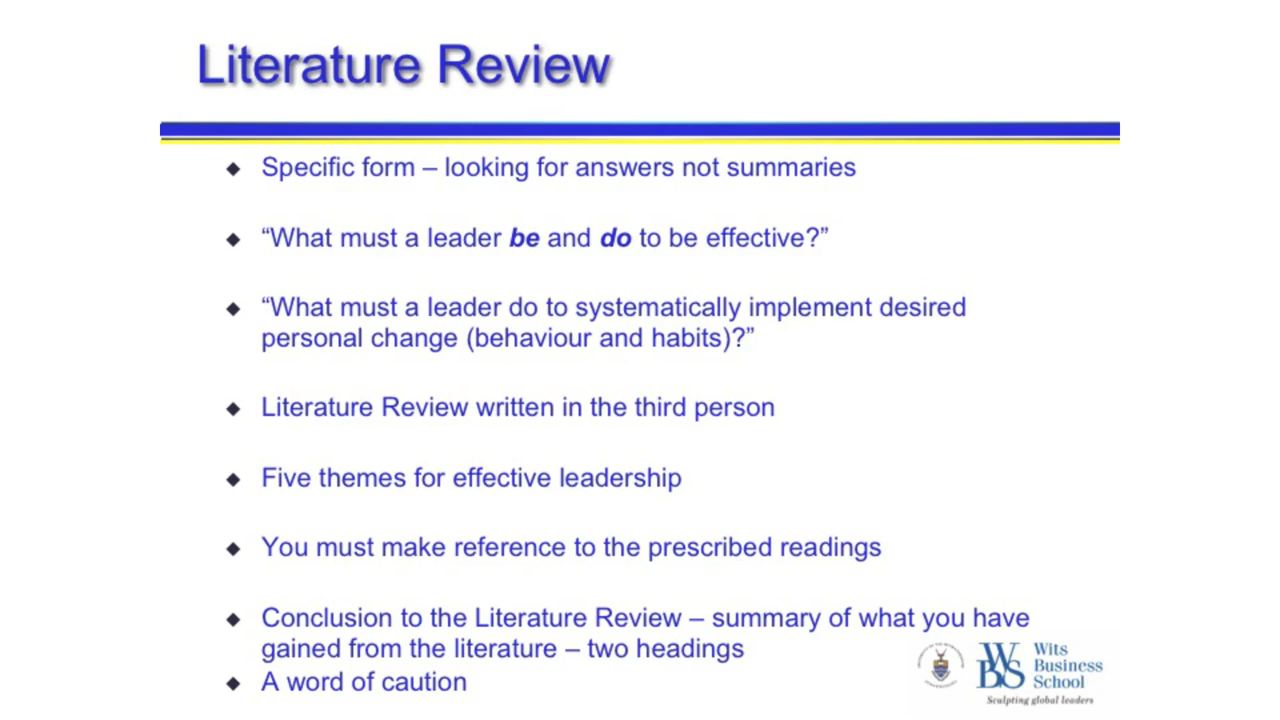 Literature Review
Specific form – looking for answers not summaries
“What must a leader be and do to be effective?”
“What must a leader do to systematically implement desired
personal change (behaviour and habits)?”
Literature Review written in the third person
Five themes for effective leadership
You must make reference to the prescribed readings
Conclusion to the Literature Review – summary of what you have
gained from the literature – two headings
A word of caution
WBS
Wits
Business
School
Sculpting global leaders